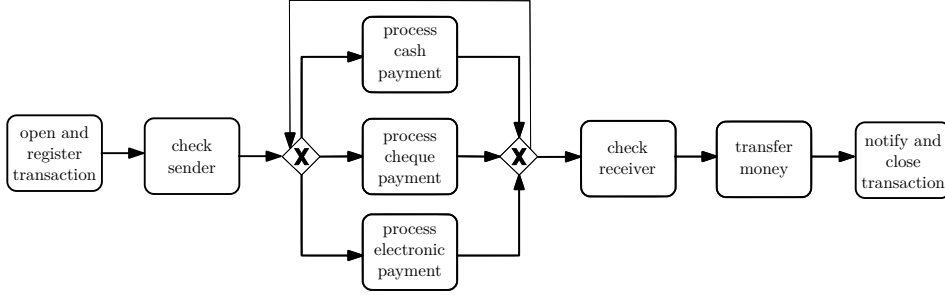 open and
register
transaction
check
sender
X
process
cash
payment
process
cheque
payment
process
electronic
payment
X
check
receiver
transfer
money
notify and
close
transaction